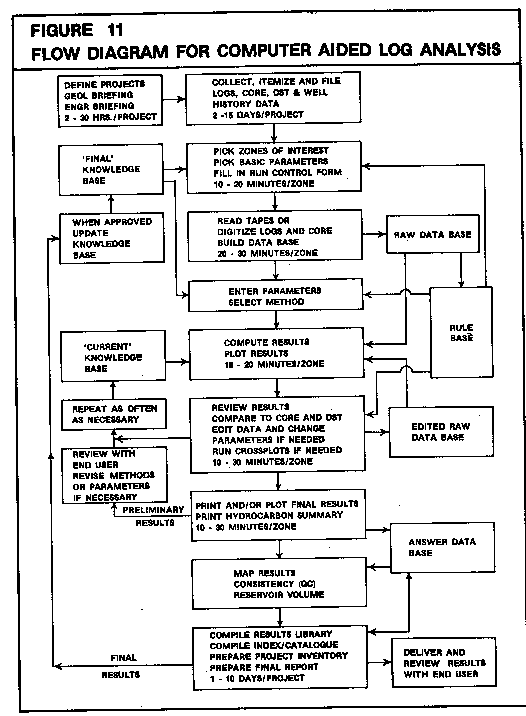 FIGURE 11
FLOW DIAGRAM FOR COMPUTER AIDED LOG ANALYSIS
DEFINE PROJECTS
GEOL BRIEFING
ENGR BRIEFING
2 - 30 HRS./PROJECT
COLLECT, ITEMIZE AND FILE
LOGS, CORE, DST & WELL
HISTORY DATA
2 -15 DAYS/PROJECT
'FINAL'
KNOWLEDGE
BASE
PICK ZONES OF INTEREST
PICK BASIC PARAMETERS
FILL IN RUN CONTROL FORM
10 - 20 MINUTES/ZONE
WHEN APPROVED
UPDATE
KNOWLEDGE
BASE
READ TAPES OR
DIGITIZE LOGS AND CORE
BUILD DATA BASE
20 - 30 MINUTES/ZONE
RAW DATA BASE
ENTER PARAMETERS
SELECT METHOD
RULE
BASE
'CURRENT'
KNOWLEDGE
BASE
COMPUTE RESULTS
PLOT RESULTS
MINUTES/ZONE
REPEAT AS OFTEN
AS NECESSARY
REVIEW RESULTS
COMPARE TO CORE AND DST
EDIT DATA AND CHANGE
PARAMETERS IF NEEDED
RUN CROSSPLOTS IF NEEDED
10 - 30 MINUTES/ZONE
EDITED RAW
DATA BASE
REVIEW WITH
END USER
REVISE METHODS
OR PARAMETERS
IF NECESSARY
PRELIMINARY
RESULTS
PRINT AND/OR PLOT FINAL RESULTS
PRINT HYDROCARBON SUMMARY
10 - 30 MINUTES/ZONE
ANSWER DATA
BASE
MAP RESULTS
CONSISTENCY (QC)
RESERVOIR VOLUME
FINAL
RESULTS
COMPILE RESULTS LIBRARY
COMPILE INDEX/CATALOGUE
PREPARE PROJECT INVENTORY
PREPARE FINAL REPORT
1 - 10 DAYS/PROJECT
DELIVER AND
REVIEW RESULTS
WITH END USER